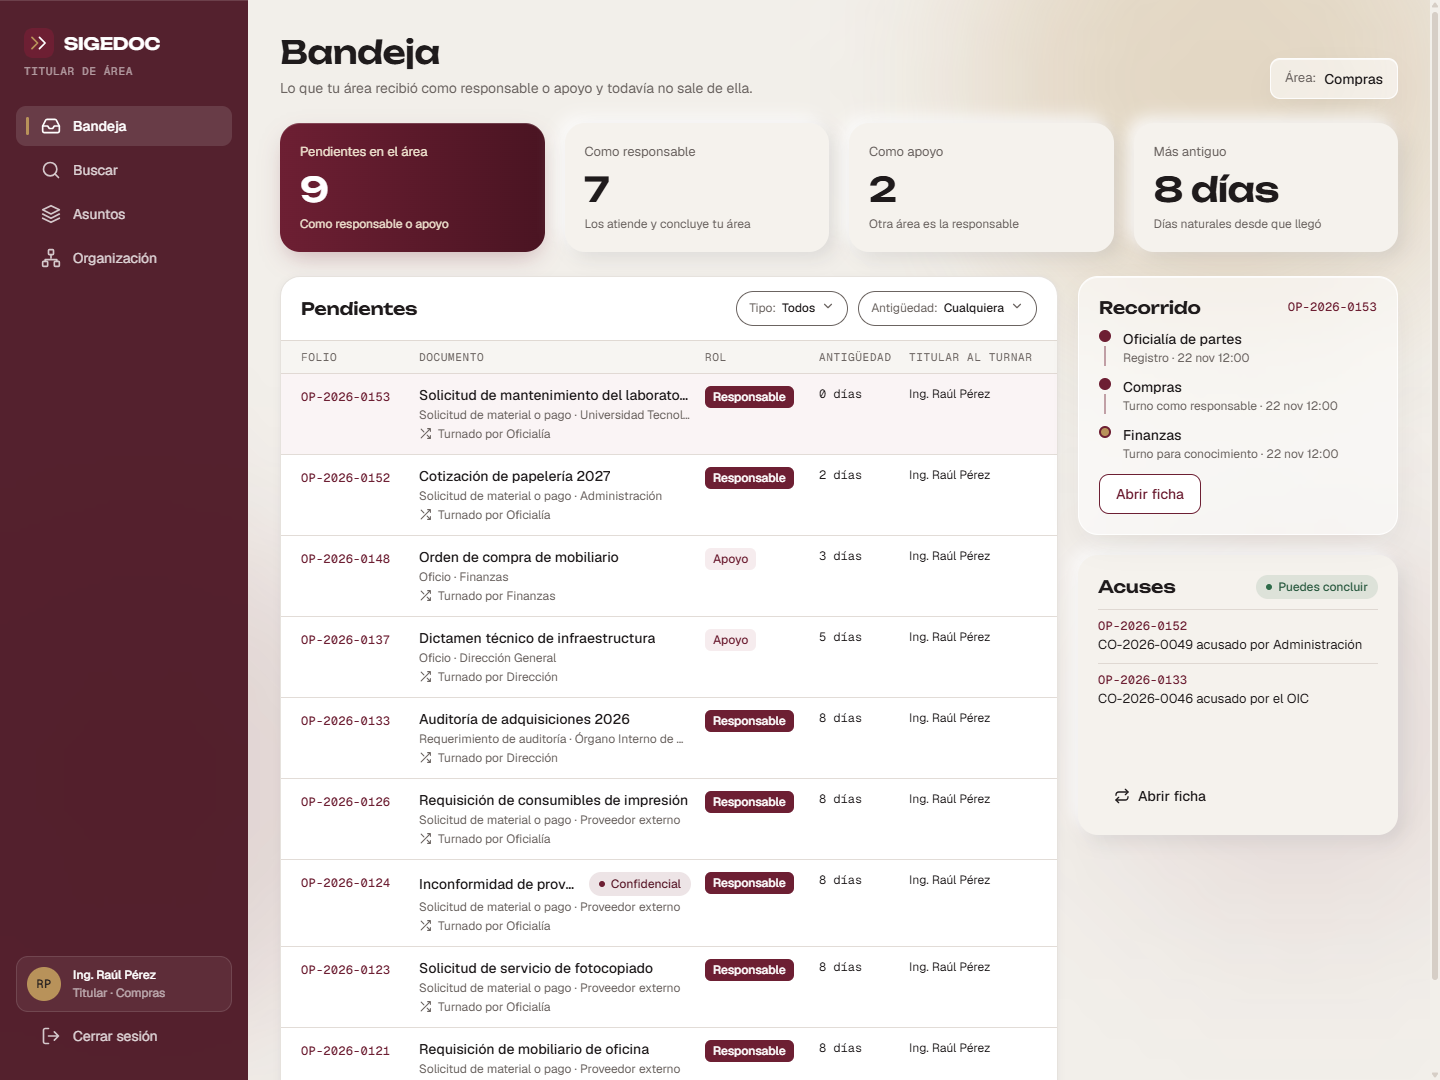 SIGEDOC
TITULAR DE ÁREA
Bandeja
Buscar
Asuntos
Organización
RP
Ing. Raúl Pérez
Titular · Compras
Cerrar sesión
Bandeja
Lo que tu área recibió como responsable o apoyo y todavía no sale de ella.
Área: Compras
Pendientes en el área
9
Como responsable o apoyo
Como responsable
7
Los atiende y concluye tu área
Como apoyo
2
Otra área es la responsable
Más antiguo
8 días
Días naturales desde que llegó
Pendientes
Tipo: Todos
Antigüedad: Cualquiera
FOLIO DOCUMENTO ROL ANTIGÜEDAD TITULAR AL TURNAR
OP-2026-0153 Solicitud de mantenimiento del laborato... Responsable 0 días Ing. Raúl Pérez
Solicitud de material o pago · Universidad Tecnol...
Turnado por Oficialía
OP-2026-0152 Cotización de papelería 2027 Responsable 2 días Ing. Raúl Pérez
Solicitud de material o pago · Administración
Turnado por Oficialía
OP-2026-0148 Orden de compra de mobiliario Apoyo 3 días Ing. Raúl Pérez
Oficio · Finanzas
Turnado por Finanzas
OP-2026-0137 Dictamen técnico de infraestructura Apoyo 5 días Ing. Raúl Pérez
Oficio · Dirección General
Turnado por Dirección
OP-2026-0133 Auditoría de adquisiciones 2026 Responsable 8 días Ing. Raúl Pérez
Requerimiento de auditoría · Órgano Interno de ...
Turnado por Dirección
OP-2026-0126 Requisición de consumibles de impresión Responsable 8 días Ing. Raúl Pérez
Solicitud de material o pago · Proveedor externo
Turnado por Oficialía
OP-2026-0124 Inconformidad de prov... Confidencial Responsable 8 días Ing. Raúl Pérez
Solicitud de material o pago · Proveedor externo
Turnado por Oficialía
OP-2026-0123 Solicitud de servicio de fotocopiado Responsable 8 días Ing. Raúl Pérez
Solicitud de material o pago · Proveedor externo
Turnado por Oficialía
OP-2026-0121 Requisición de mobiliario de oficina Responsable 8 días Ing. Raúl Pérez
Solicitud de material o pago · Proveedor externo
Recorrido OP-2026-0153
Oficialía de partes
Registro · 22 nov 12:00
Compras
Turno como responsable · 22 nov 12:00
Finanzas
Turno para conocimiento · 22 nov 12:00
Abrir ficha
Acuses Puedes concluir
OP-2026-0152
CO-2026-0049 acusado por Administración
OP-2026-0133
CO-2026-0046 acusado por el OIC
Abrir ficha